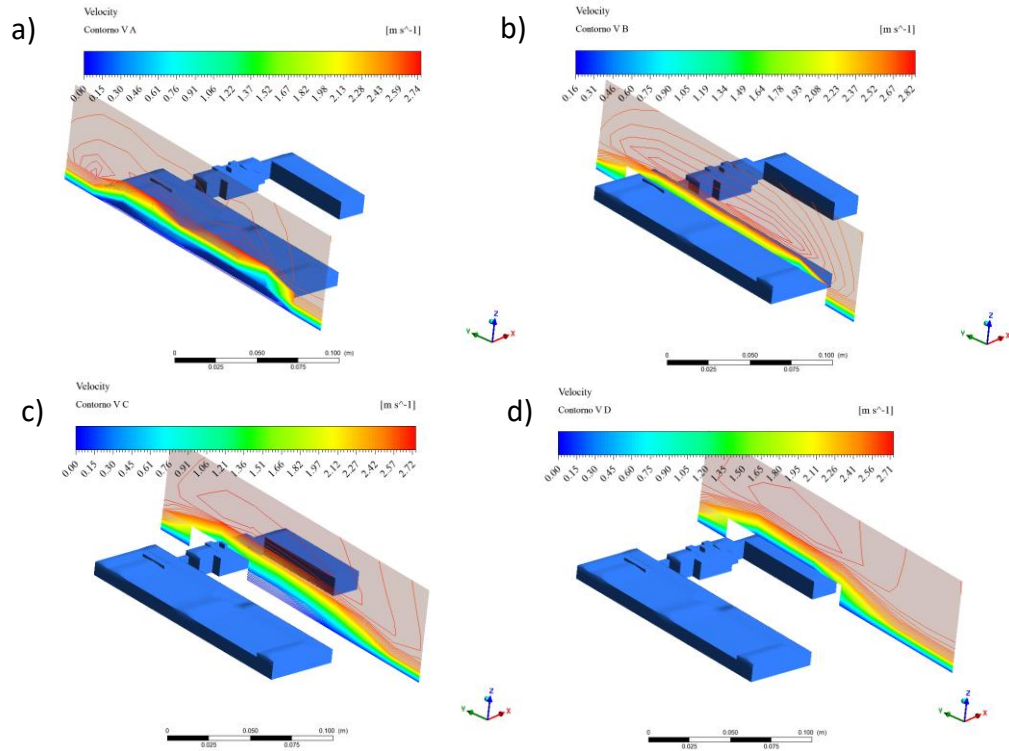 a)
Velocity
Contorno V A
[m s^-1]
0.00 0.15 0.30 0.46 0.61 0.76 0.91 1.06 1.22 1.37 1.52 1.67 1.82 1.98 2.13 2.28 2.43 2.59 2.74
Z
Y
X
0 0.050 0.100 (m)
0.025 0.075
b)
Velocity
Contorno V B
[m s^-1]
0.16 0.31 0.46 0.60 0.75 0.90 1.05 1.19 1.34 1.49 1.64 1.78 1.93 2.08 2.23 2.37 2.52 2.67 2.82
Z
Y
X
0 0.050 0.100 (m)
0.025 0.075
c)
Velocity
Contorno V C
[m s^-1]
0.00 0.15 0.30 0.45 0.61 0.76 0.91 1.06 1.21 1.36 1.51 1.66 1.82 1.97 2.12 2.27 2.42 2.57 2.72
Z
Y
X
0 0.050 0.100 (m)
0.025 0.075
d)
Velocity
Contorno V D
[m s^-1]
0.00 0.15 0.30 0.45 0.60 0.75 0.90 1.05 1.20 1.35 1.50 1.65 1.80 1.95 2.11 2.26 2.41 2.56 2.71
Z
Y
X
0 0.050 0.100 (m)
0.025 0.075